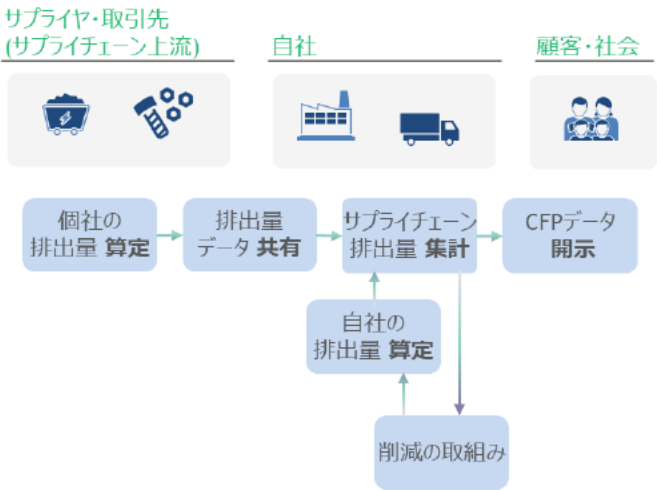 サプライヤ・取引先
(サプライチェーン上流)
自社
顧客・社会
個社の
排出量 算定
排出量
データ 共有
サプライチェーン
排出量 集計
CFPデータ
開示
自社の
排出量 算定
削減の取組み